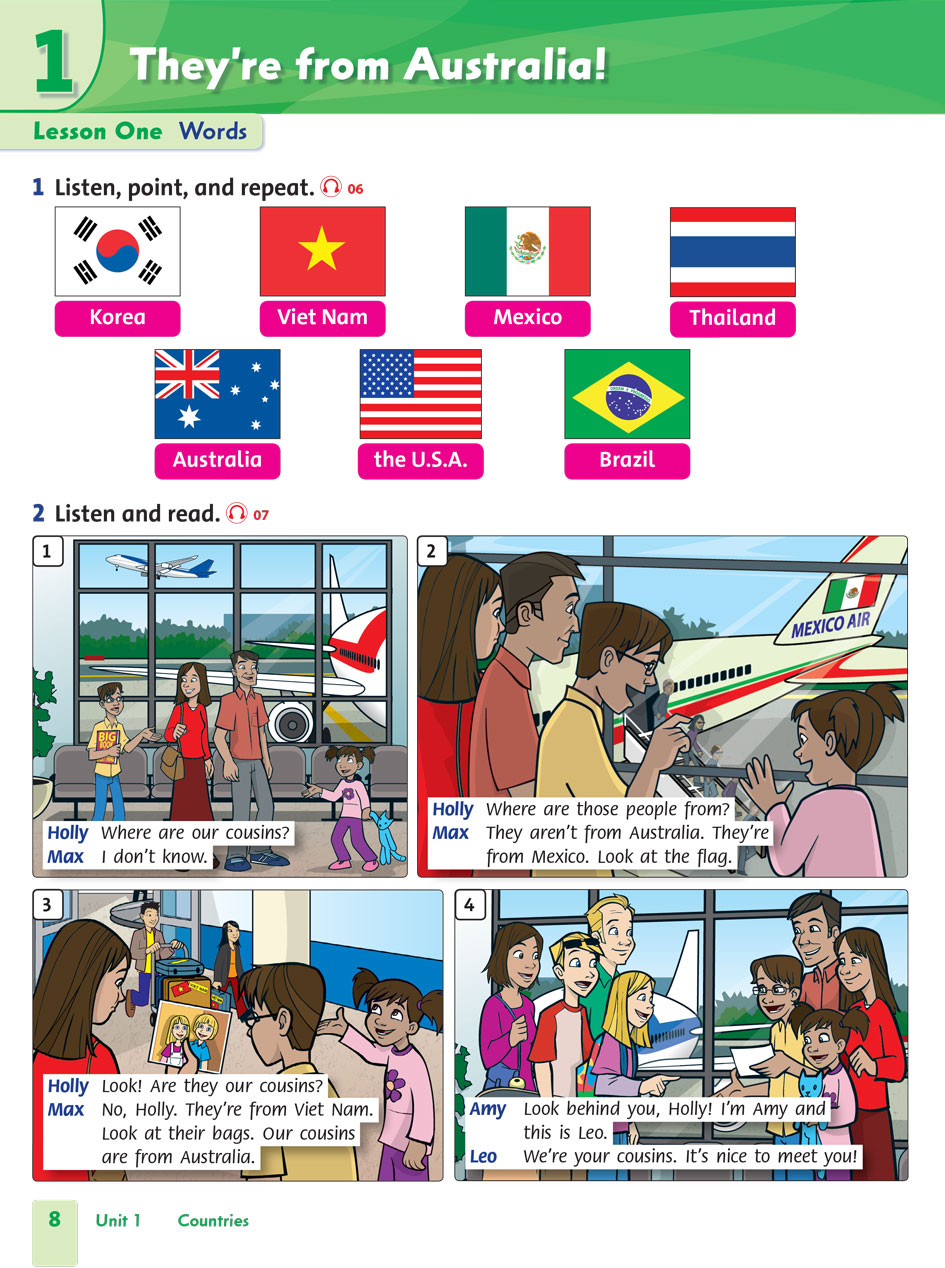 1
They're from Australia!
Lesson One Words
1 Listen, point, and repeat. 06
Korea
Viet Nam
Mexico
Thailand
Australia
the U.S.A.
Brazil
2 Listen and read. 07
1
BIG
BOOK
Holly Where are our cousins?
Max I don't know.
2
MEXICO AIR
Holly Where are those people from?
Max They aren't from Australia. They're
from Mexico. Look at the flag.
3
Holly Look! Are they our cousins?
Max No, Holly. They're from Viet Nam.
Look at their bags. Our cousins
are from Australia.
4
Amy Look behind you, Holly! I'm Amy and
this is Leo.
Leo We're your cousins. It's nice to meet you!
8 Unit 1 Countries